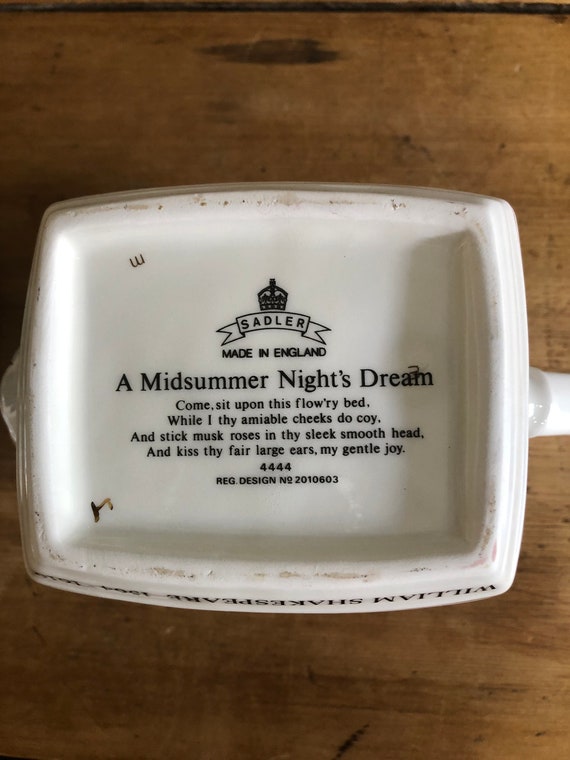 SADLER
MADE IN ENGLAND
A Midsummer Night's Dream
Come, sit upon this flow'ry bed,
While I thy amiable cheeks do coy,
And stick musk roses in thy sleek smooth head,
And kiss thy fair large ears, my gentle joy.
4444
REG. DESIGN Nº 2010603
WILLIAM SHAKESPEARE